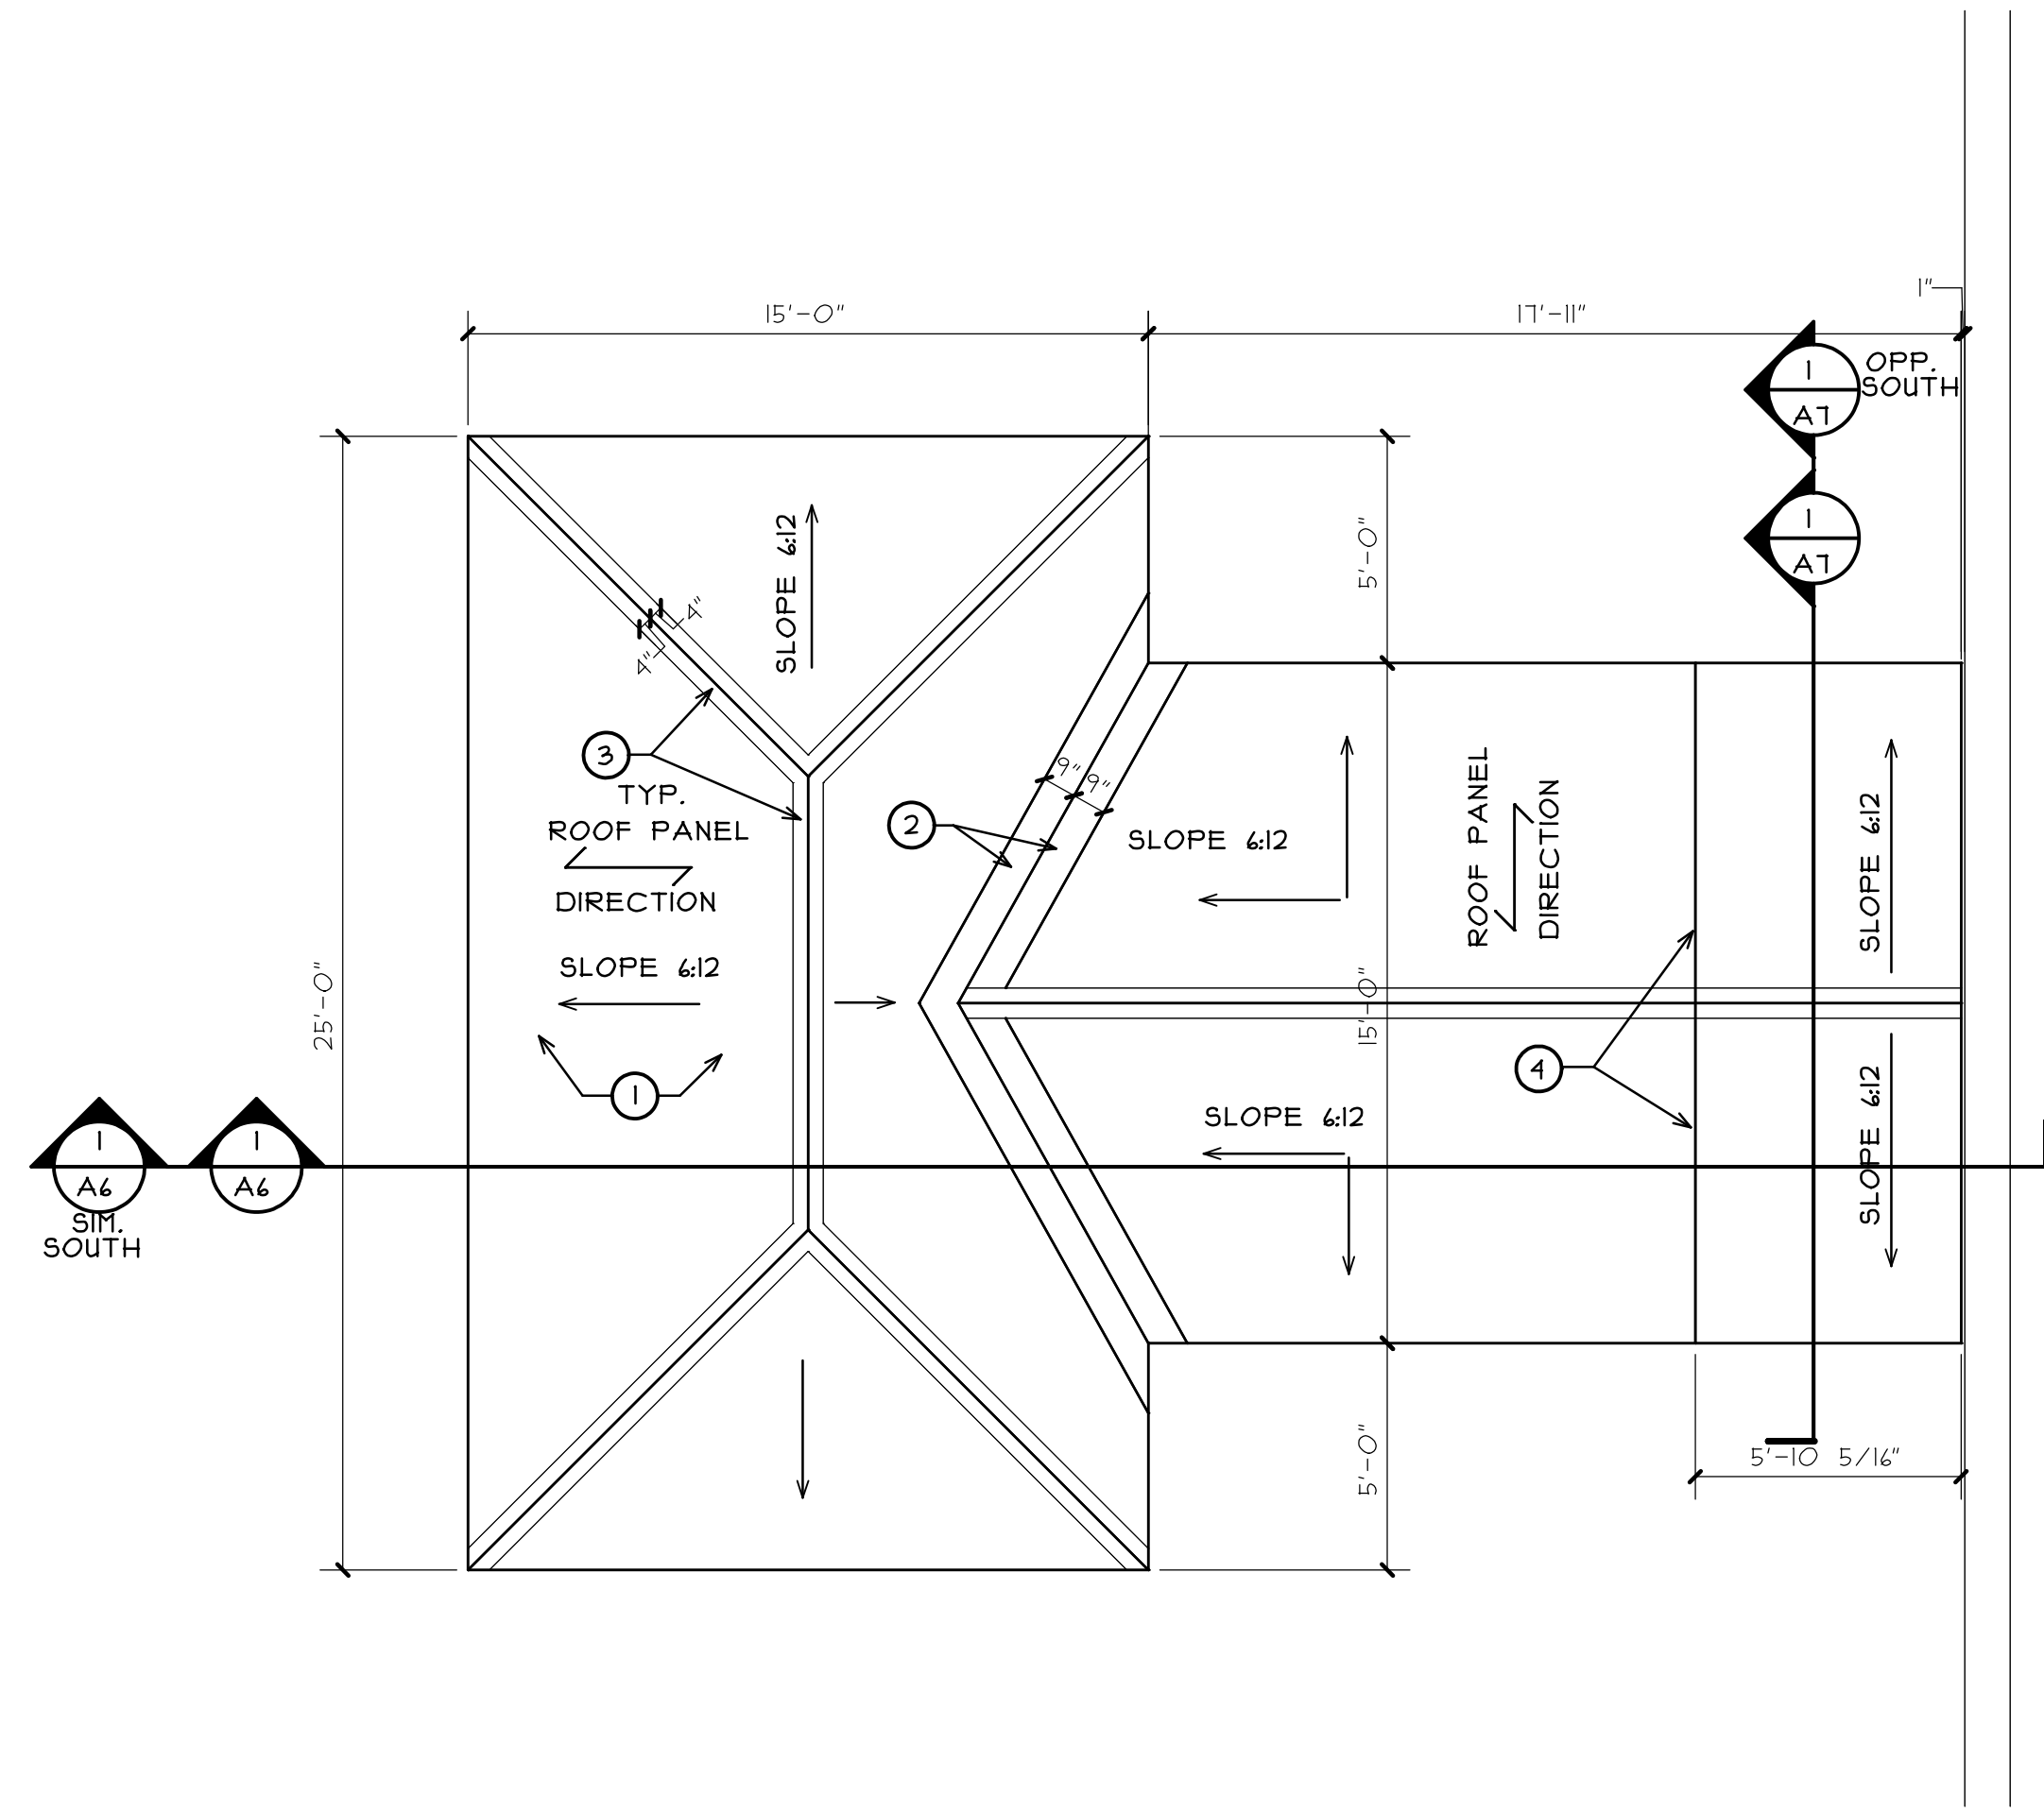 1"
15'-0"
17'-11"
1
A7
OPP.
SOUTH
1
A7
SLOPE 6:12
5'-0"
4"
4"
3
TYP.
ROOF PANEL
DIRECTION
SLOPE 6:12
9"
9"
2
SLOPE 6:12
ROOF PANEL
DIRECTION
SLOPE 6:12
25'-0"
15'-0"
1
4
SLOPE 6:12
SLOPE 6:12
1
A6
SIM.
SOUTH
1
A6
5'-0"
5'-10 5/16"